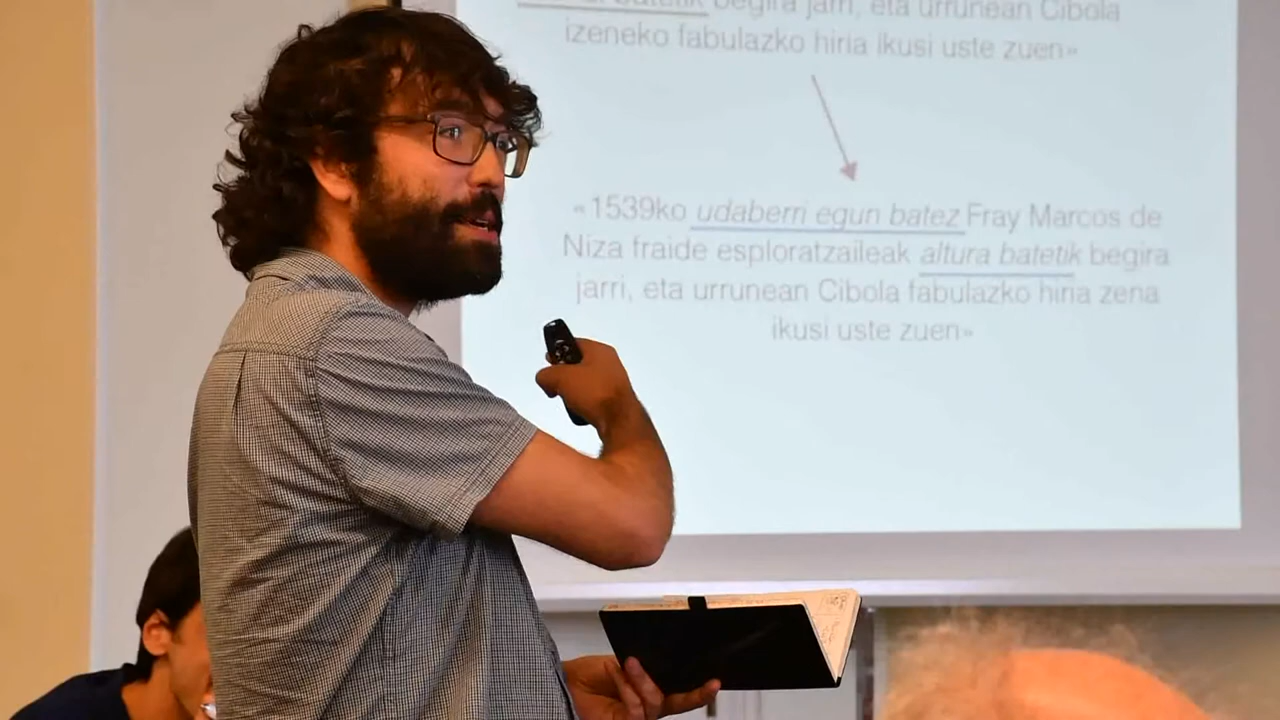 batetik begira jarri, eta urrunean Cibola
izeneko fabulazko hiria ikusi uste zuen»
«1539ko udaberri egun batez Fray Marcos de
Niza fraide esploratzaileak altura batetik begira
jarri, eta urrunean Cibola fabulazko hiria zena
ikusi uste zuen»